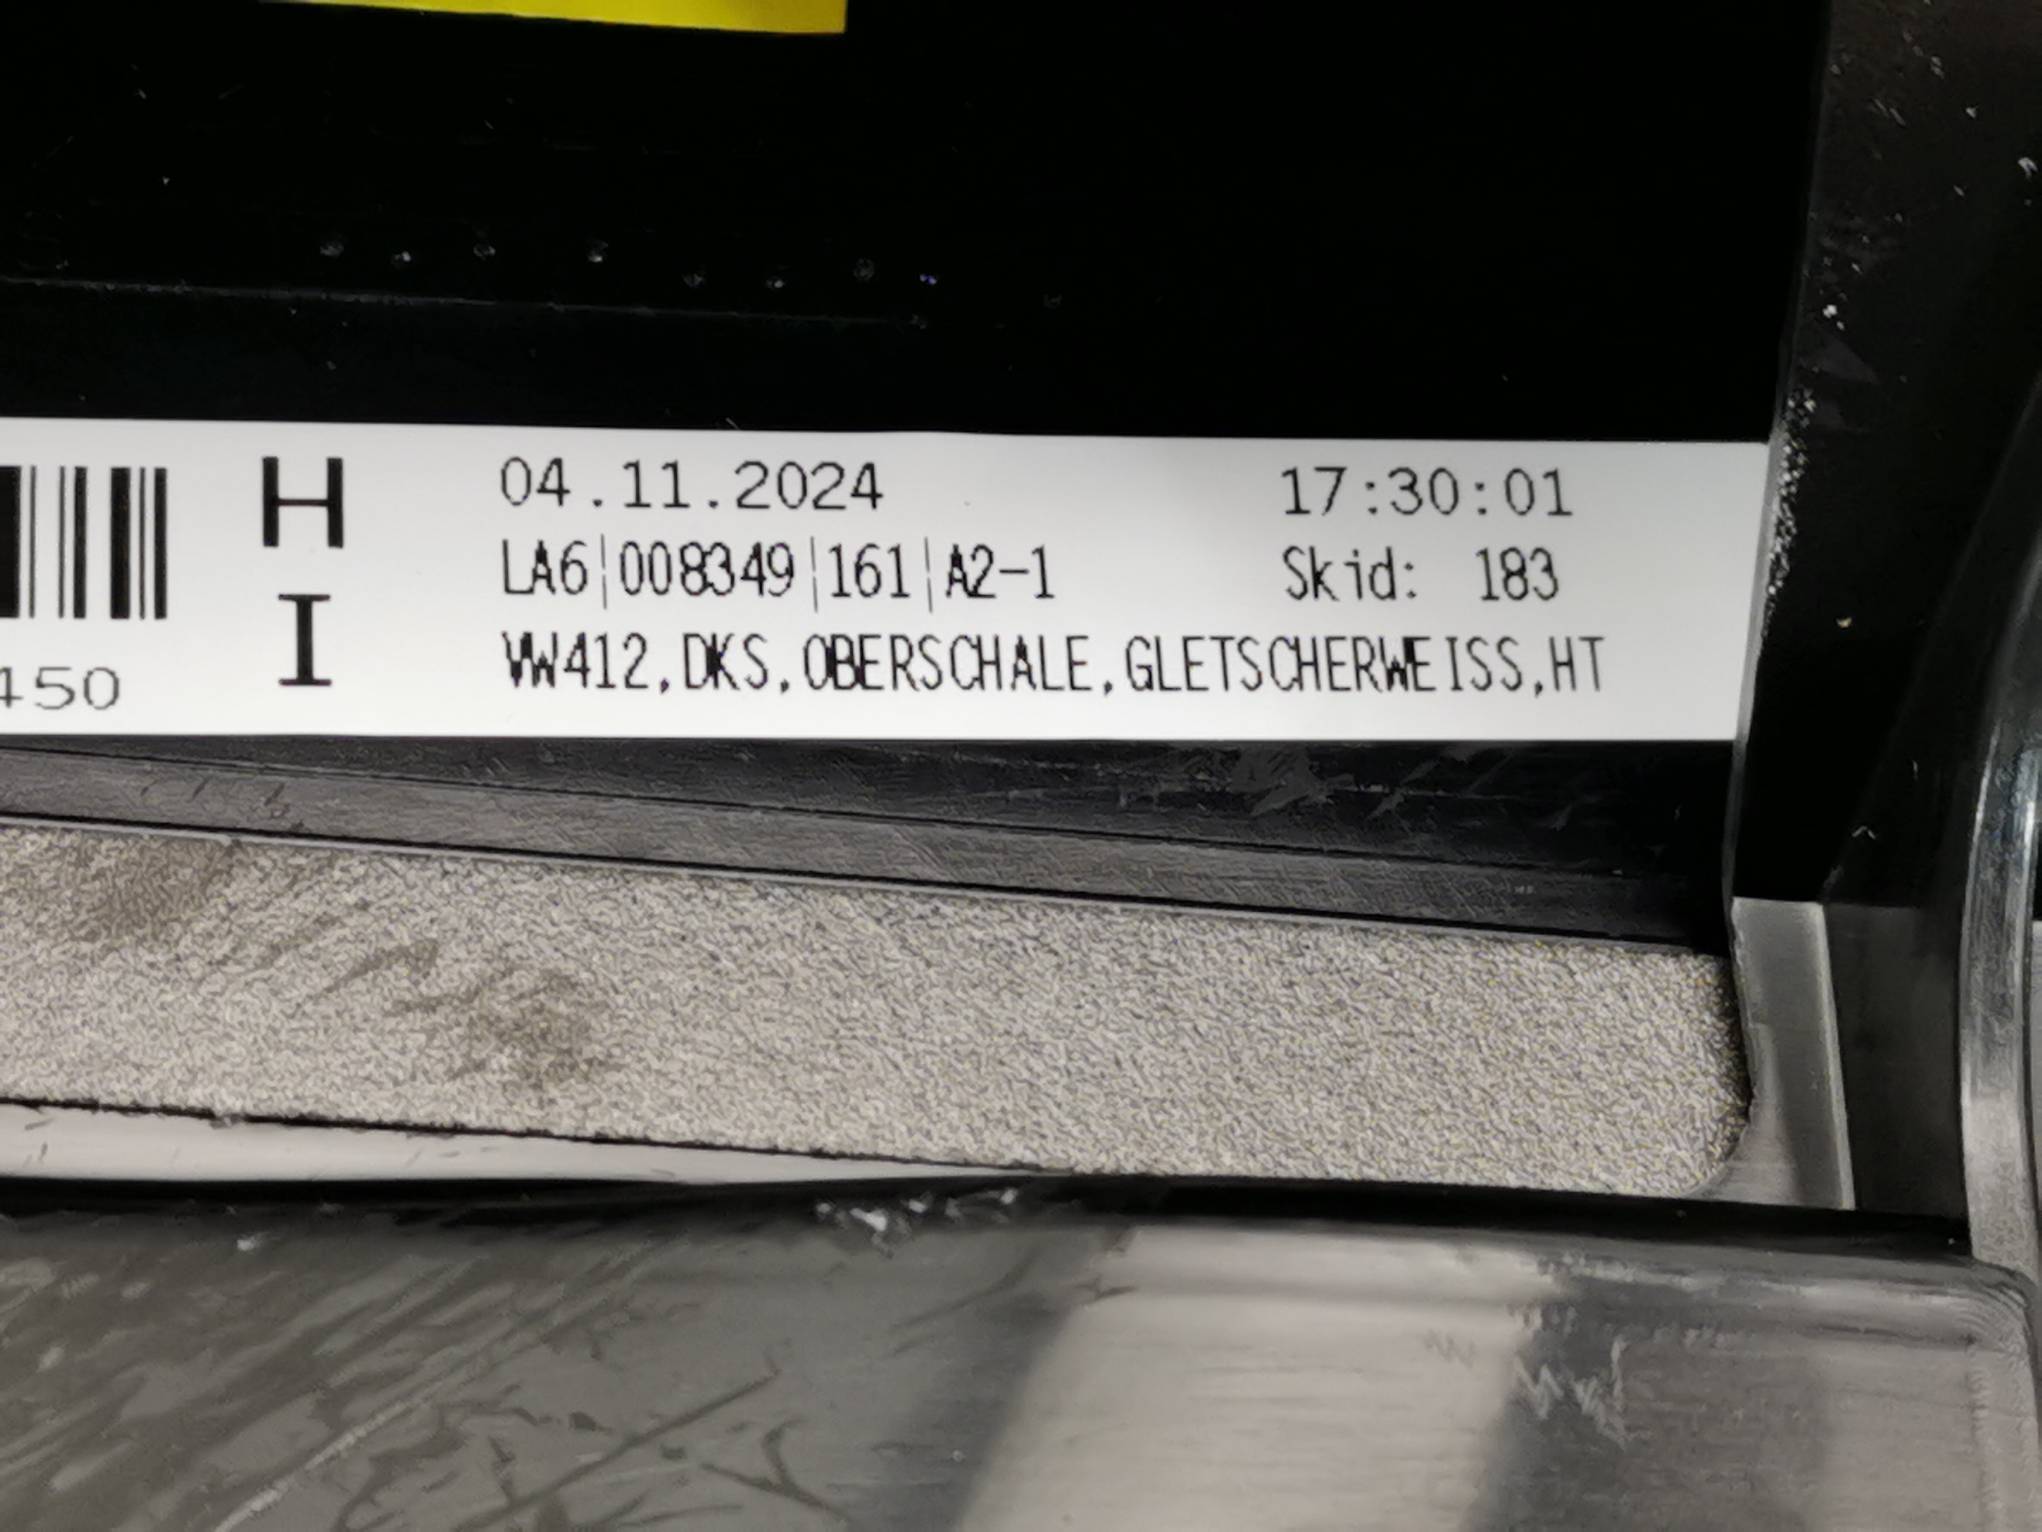 H 04.11.2024 17:30:01
LA6|008349|161|A2-1 Skid: 183
I VW412,DKS,OBERSCHALE,GLETSCHERWEISS,HT
450